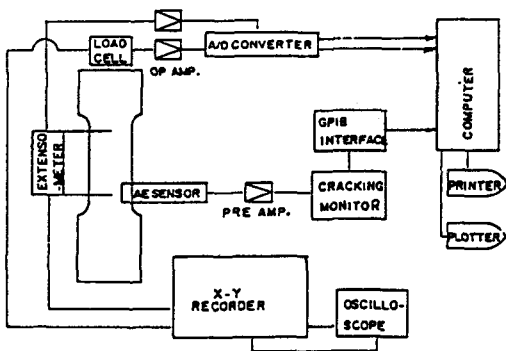 LOAD
CELL
OP AMP.
A/D CONVERTER
COMPUTER
GPIB
INTERFACE
EXTENSO
-METER
AE SENSOR
PRE AMP.
CRACKING
MONITOR
PRINTER
PLOTTER
X-Y
RECORDER
OSCILLO-
SCOPE